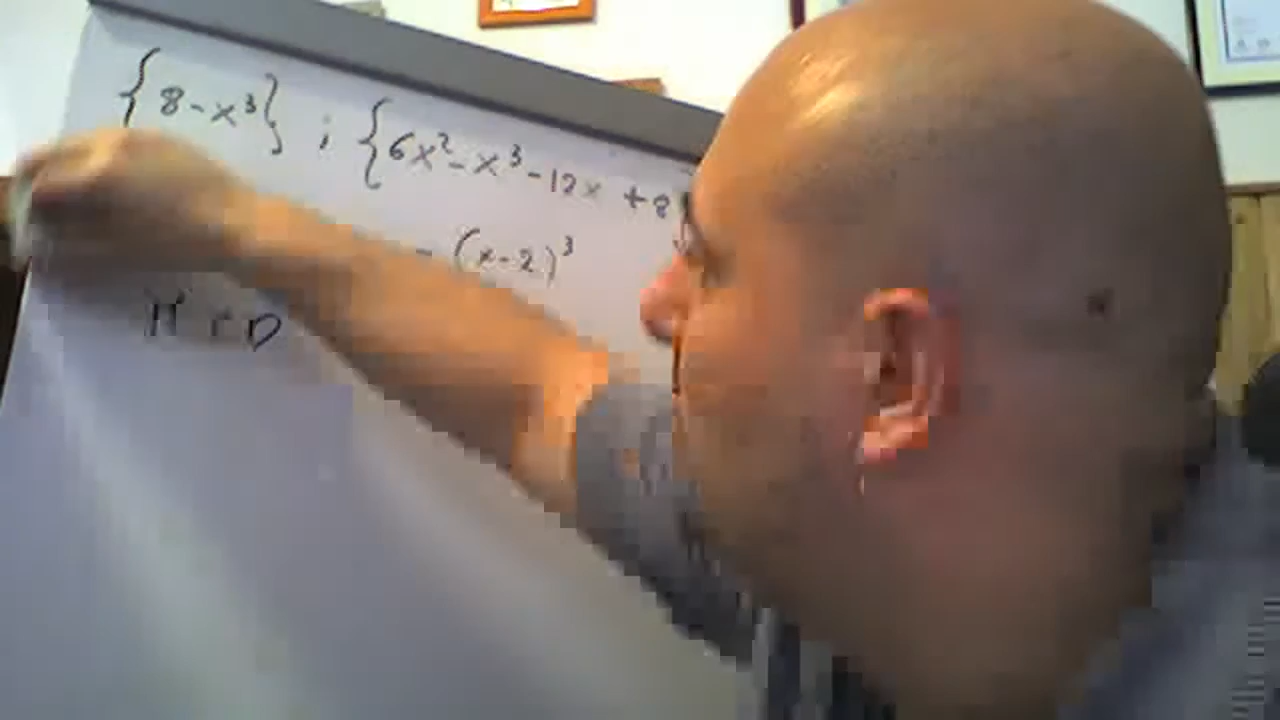 {8-x³} ; {6x²-x³-12x+8
- (x-2)³